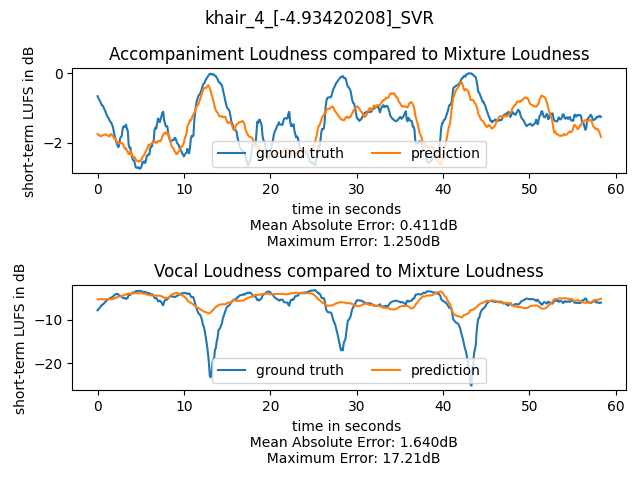 khair_4_[-4.93420208]_SVR
Accompaniment Loudness compared to Mixture Loudness
short-term LUFS in dB
0
−2
ground truth
prediction
0 10 20 30 40 50 60
time in seconds
Mean Absolute Error: 0.411dB
Maximum Error: 1.250dB
Vocal Loudness compared to Mixture Loudness
short-term LUFS in dB
−10
−20
ground truth
prediction
0 10 20 30 40 50 60
time in seconds
Mean Absolute Error: 1.640dB
Maximum Error: 17.21dB